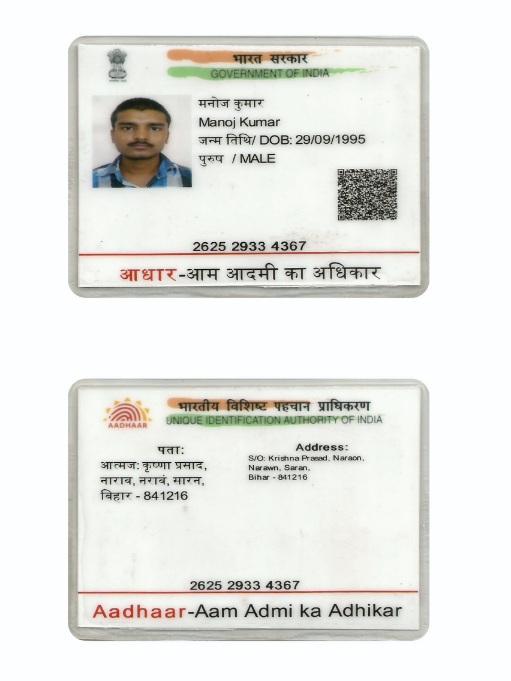 भारत सरकार
GOVERNMENT OF INDIA
मनोज कुमार
Manoj Kumar
जन्म तिथि/ DOB: 29/09/1995
पुरुष / MALE
2625 2933 4367
आधार-आम आदमी का अधिकार
भारतीय विशिष्ट पहचान प्राधिकरण
AADHAAR
UNIQUE IDENTIFICATION AUTHORITY OF INDIA
पता:
आत्मज: कृष्णा प्रसाद,
नाराव, नरावं, सारन,
बिहार - 841216
Address:
S/O: Krishna Prasad, Naraon,
Narawn, Saran,
Bihar - 841216
2625 2933 4367
Aadhaar-Aam Admi ka Adhikar